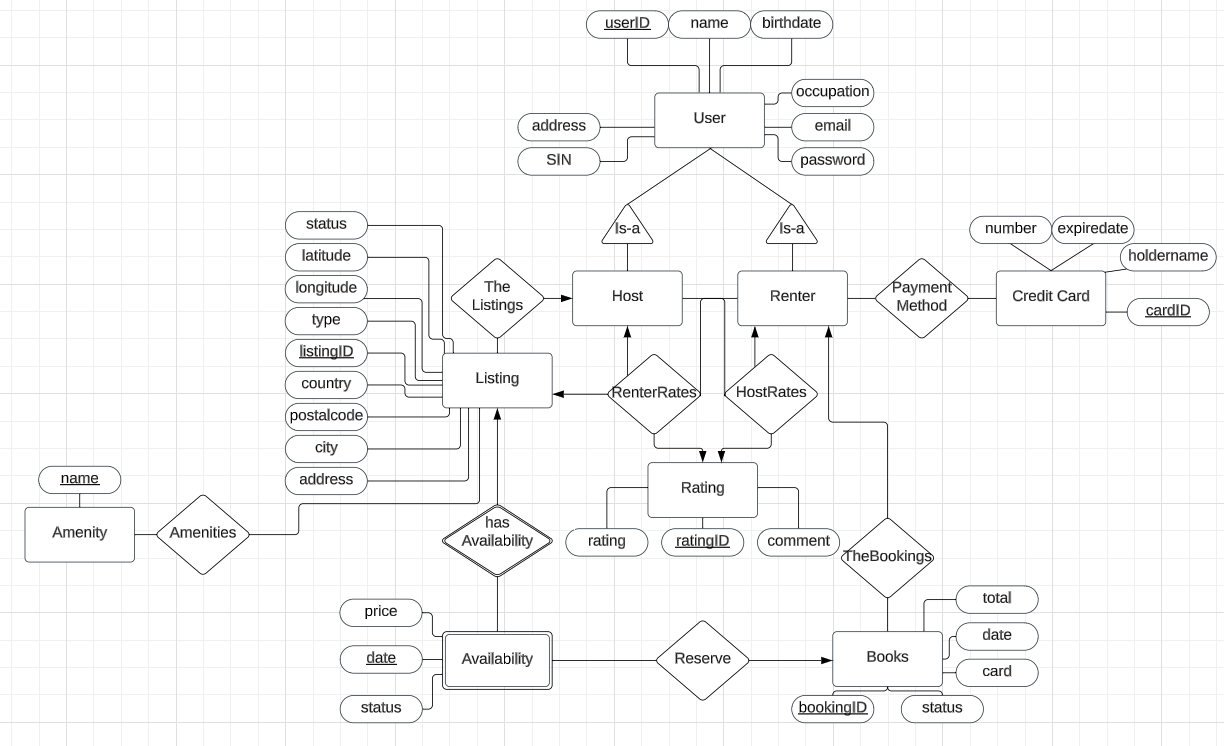 userID
name
birthdate
occupation
address
User
email
SIN
password
status
Is-a
Is-a
number
expiredate
latitude
holdername
longitude
The
Listings
Host
Renter
Payment
Method
Credit Card
type
cardID
listingID
Listing
country
RenterRates
HostRates
postalcode
city
name
address
Rating
Amenity
Amenities
has
Availability
rating
ratingID
comment
TheBookings
price
total
date
Availability
Reserve
Books
date
card
status
bookingID
status